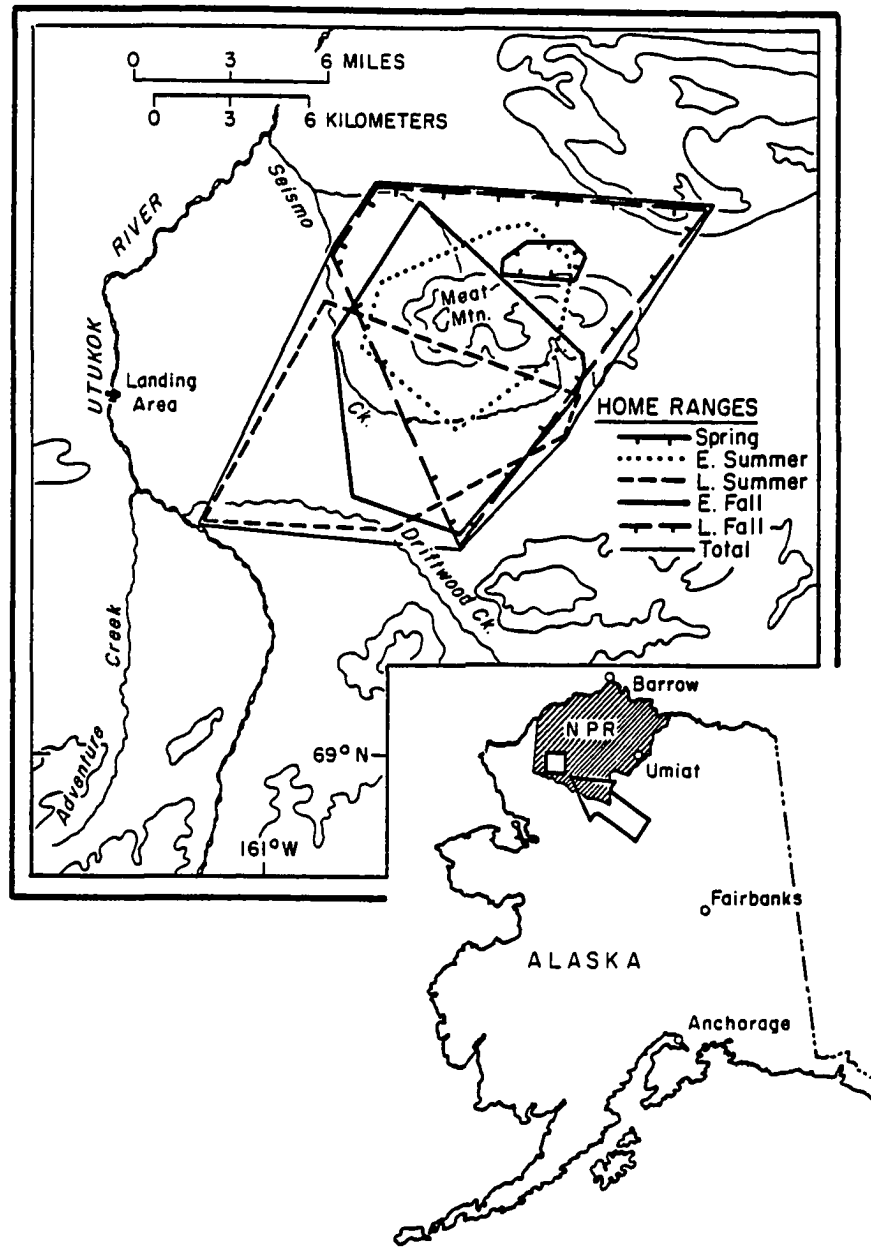 0 3 6 MILES
0 3 6 KILOMETERS
Seismo
RIVER
UTUKOK
Meat
Mtn.
Landing
Area
Ck.
HOME RANGES
Spring
E. Summer
L. Summer
E. Fall
L. Fall
Total
Driftwood Ck.
Creek
Adventure
69° N
161° W
Barrow
NPR
Umiat
Fairbanks
ALASKA
Anchorage